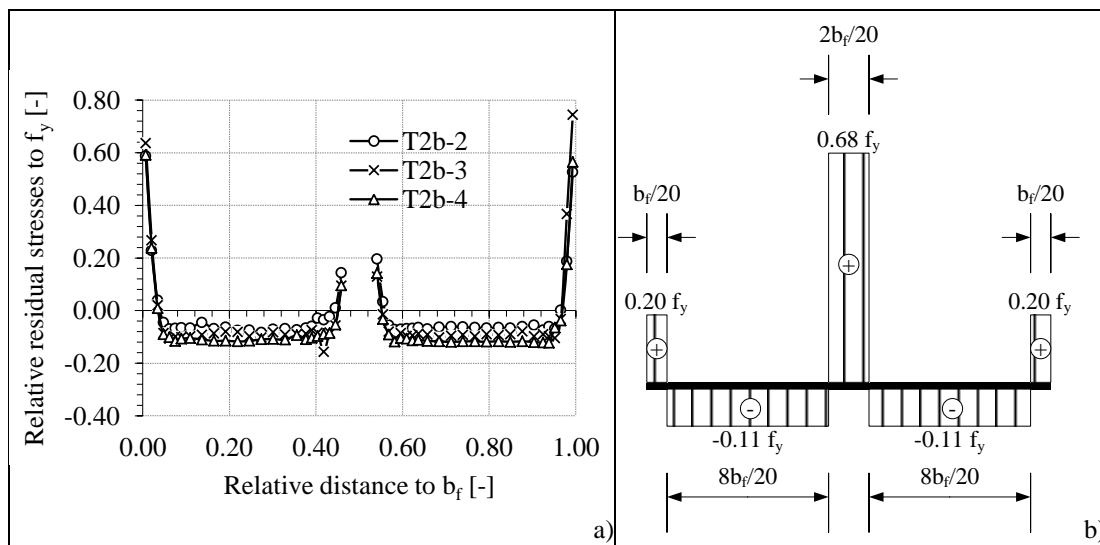 Relative residual stresses to f_y [-]
0.80
0.60
0.40
0.20
0.00
-0.20
-0.40
T2b-2
T2b-3
T2b-4
0.00 0.20 0.40 0.60 0.80 1.00
Relative distance to b_f [-]
a)
2b_f/20
0.68 f_y
b_f/20
b_f/20
0.20 f_y
0.20 f_y
+
+
+
-
-
-0.11 f_y
-0.11 f_y
8b_f/20
8b_f/20
b)